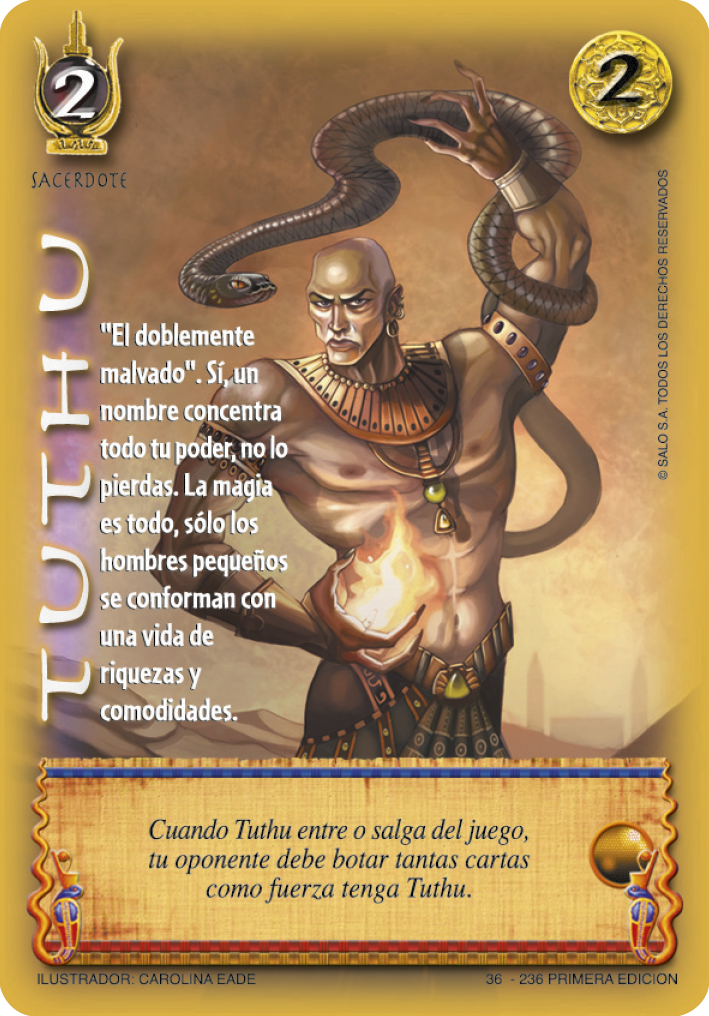 2
2
SACERDOTE
TUTHU
"El doblemente
malvado". Sí, un
nombre concentra
todo tu poder, no lo
pierdas. La magia
es todo, sólo los
hombres pequeños
se conforman con
una vida de
riquezas y
comodidades.
© SALO S.A. TODOS LOS DERECHOS RESERVADOS
Cuando Tuthu entre o salga del juego,
tu oponente debe botar tantas cartas
como fuerza tenga Tuthu.
ILUSTRADOR: CAROLINA EADE
36 - 236 PRIMERA EDICION